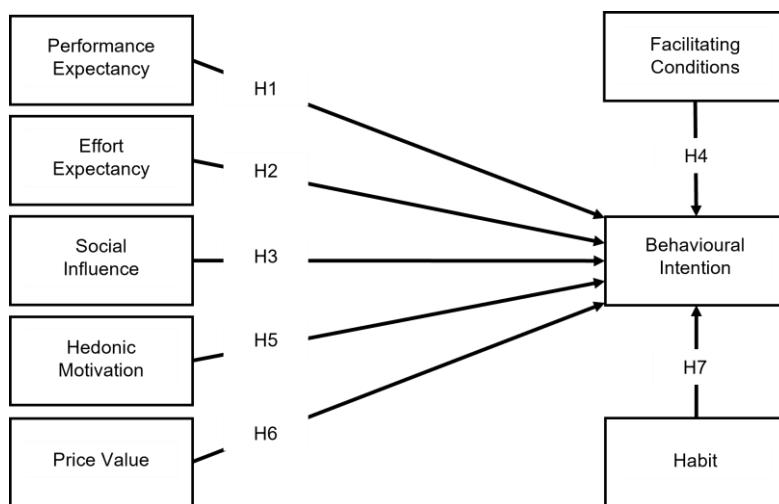 Performance
Expectancy
H1
Effort
Expectancy
H2
Social
Influence
H3
Hedonic
Motivation
H5
Price Value
H6
Facilitating
Conditions
H4
Behavioural
Intention
H7
Habit